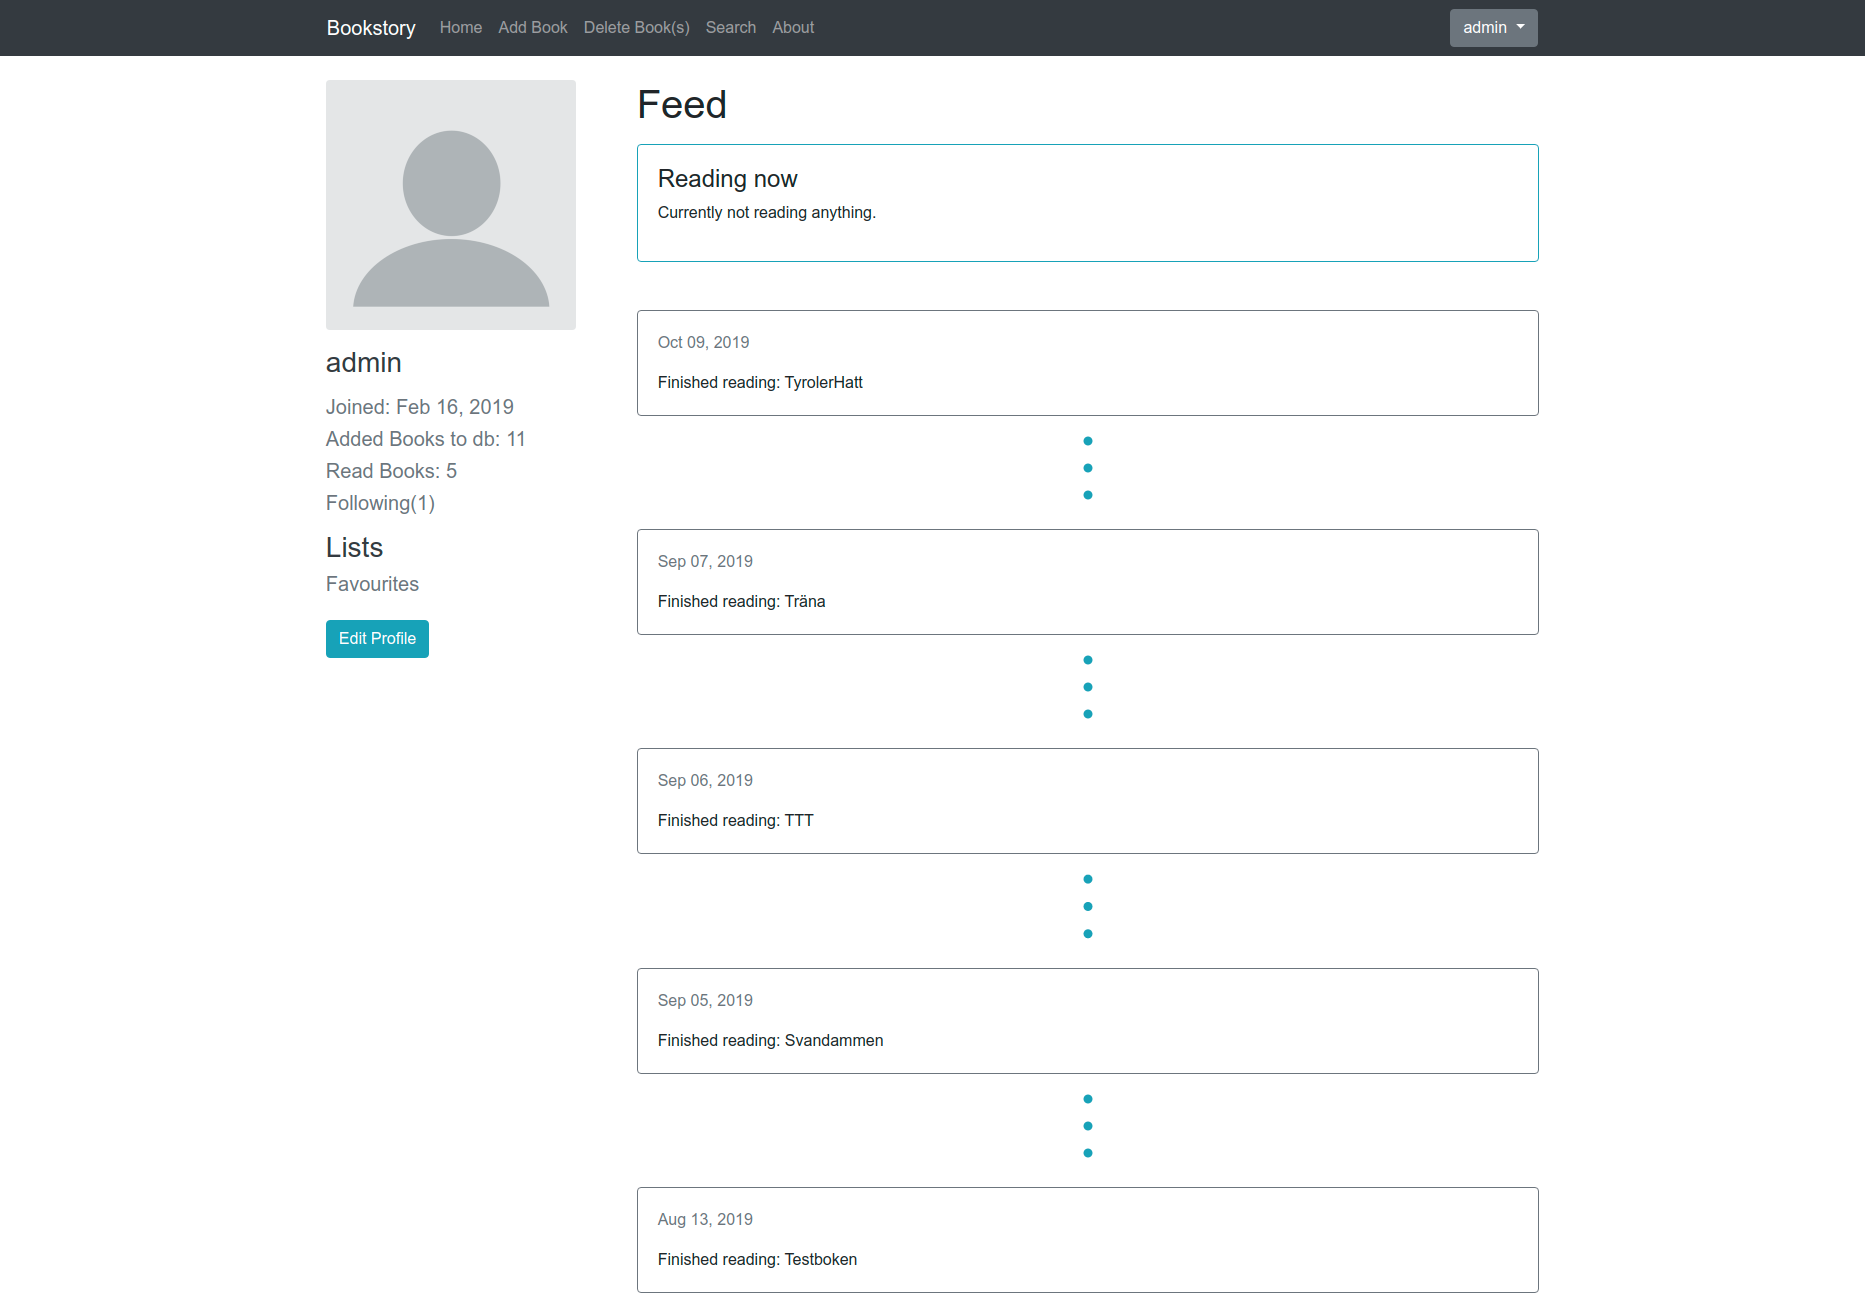 Bookstory Home Add Book Delete Book(s) Search About admin
admin
Joined: Feb 16, 2019
Added Books to db: 11
Read Books: 5
Following(1)
Lists
Favourites
Edit Profile
Feed
Reading now
Currently not reading anything.
Oct 09, 2019
Finished reading: TyrolerHatt
Sep 07, 2019
Finished reading: Träna
Sep 06, 2019
Finished reading: TTT
Sep 05, 2019
Finished reading: Svandammen
Aug 13, 2019
Finished reading: Testboken